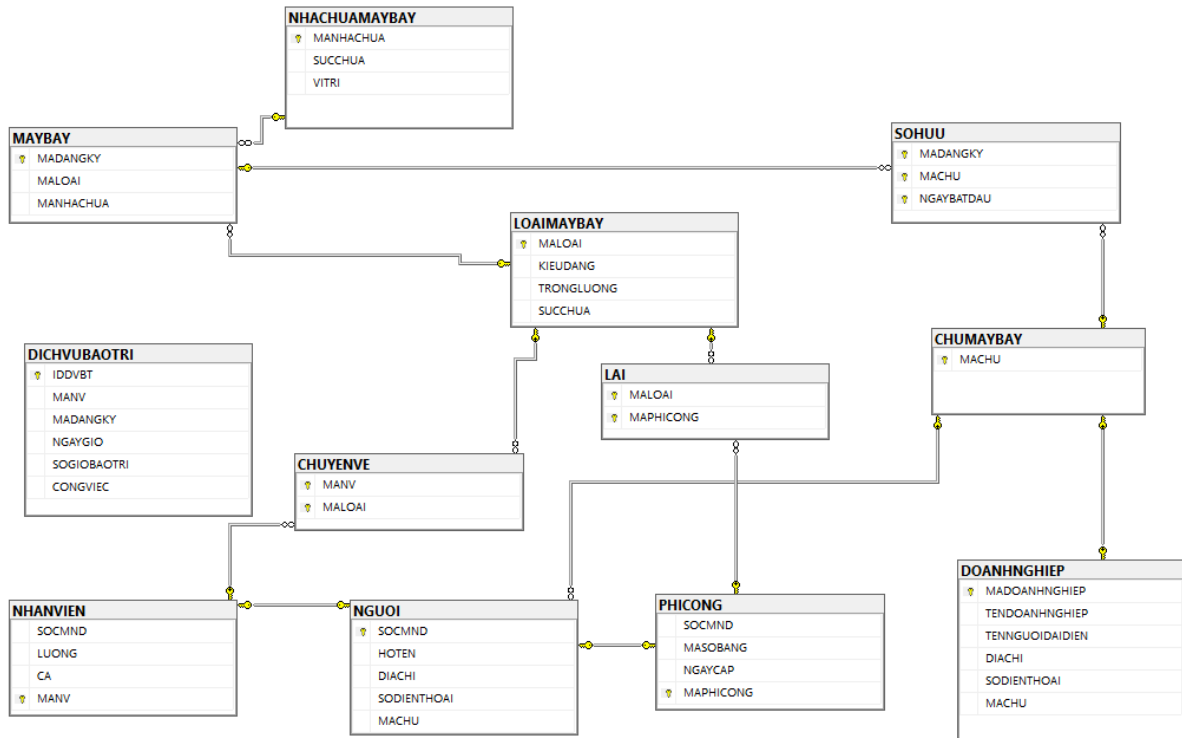 NHACHUAMAYBAY
MANHACHUA
SUCCHUA
VITRI
MAYBAY
MADANGKY
MALOAI
MANHACHUA
SOHUU
MADANGKY
MACHU
NGAYBATDAU
LOAIMAYBAY
MALOAI
KIEUDANG
TRONGLUONG
SUCCHUA
DICHVUBAOTRI
IDDVBT
MANV
MADANGKY
NGAYGIO
SOGIOBAOTRI
CONGVIEC
LAI
MALOAI
MAPHICONG
CHUMAYBAY
MACHU
CHUYENVE
MANV
MALOAI
NHANVIEN
SOCMND
LUONG
CA
MANV
NGUOI
SOCMND
HOTEN
DIACHI
SODIENTHOAI
MACHU
PHICONG
SOCMND
MASOBANG
NGAYCAP
MAPHICONG
DOANHNGHIEP
MADOANHNGHIEP
TENDOANHNGHIEP
TENNGUOIDAIDIEN
DIACHI
SODIENTHOAI
MACHU